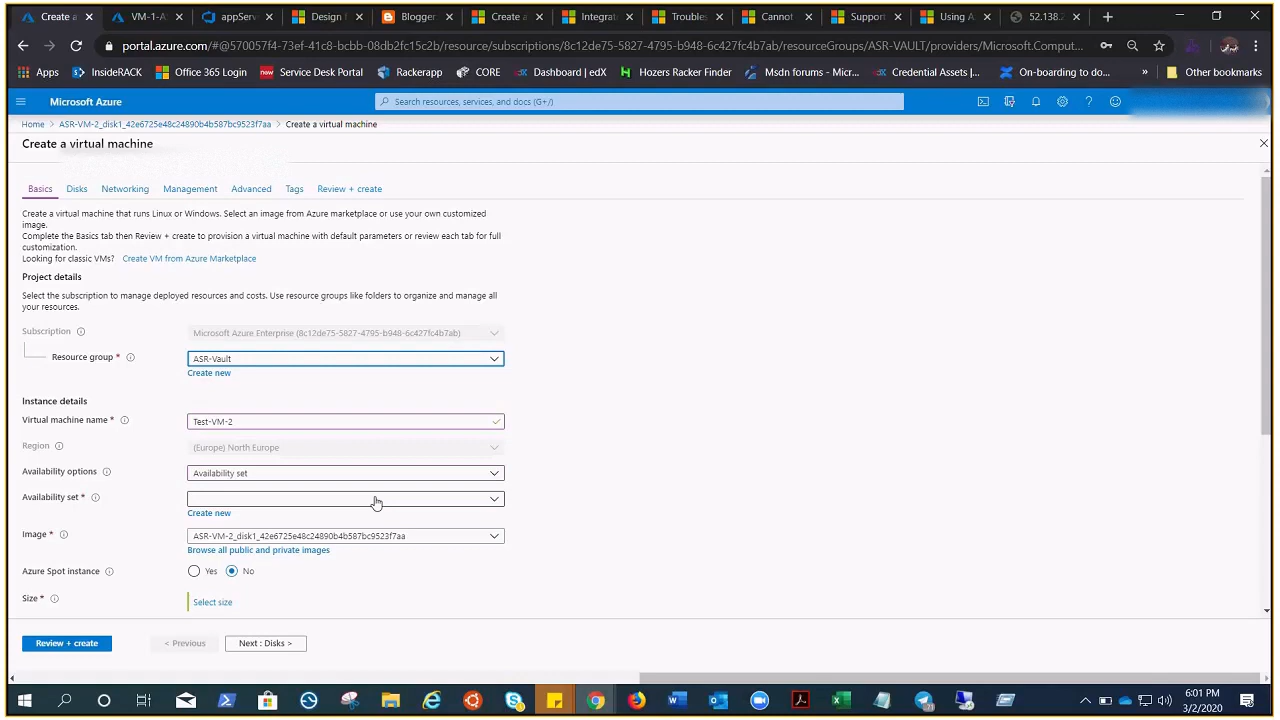 Create a
VM-1-A
appServ
Design f
Blogger
Create a
Integrat
Troubles
Cannot
Support
Using A
52.138.2
portal.azure.com/#@570057f4-73ef-41c8-bcbb-08db2fc15c2b/resource/subscriptions/8c12de75-5827-4795-b948-6c427fc4b7ab/resourceGroups/ASR-VAULT/providers/Microsoft.Comput...
Apps
InsideRACK
Office 365 Login
new
Service Desk Portal
Rackerapp
CORE
Dashboard | edX
Hozers Racker Finder
Msdn forums - Micr...
Credential Assets |...
On-boarding to do...
»
Other bookmarks
Microsoft Azure
Search resources, services, and docs (G+/)
Home > ASR-VM-2_disk1_42e6725e48c24890b4b587bc9523f7aa > Create a virtual machine
Create a virtual machine
Basics Disks Networking Management Advanced Tags Review + create
Create a virtual machine that runs Linux or Windows. Select an image from Azure marketplace or use your own customized
image.
Complete the Basics tab then Review + create to provision a virtual machine with default parameters or review each tab for full
customization.
Looking for classic VMs? Create VM from Azure Marketplace
Project details
Select the subscription to manage deployed resources and costs. Use resource groups like folders to organize and manage all
your resources.
Subscription
Microsoft Azure Enterprise (8c12de75-5827-4795-b948-6c427fc4b7ab)
Resource group *
ASR-Vault
Create new
Instance details
Virtual machine name *
Test-VM-2
Region
(Europe) North Europe
Availability options
Availability set
Availability set *
Create new
Image *
ASR-VM-2_disk1_42e6725e48c24890b4b587bc9523f7aa
Browse all public and private images
Azure Spot instance
Yes No
Size *
Select size
Review + create
< Previous
Next : Disks >
6:01 PM
3/2/2020